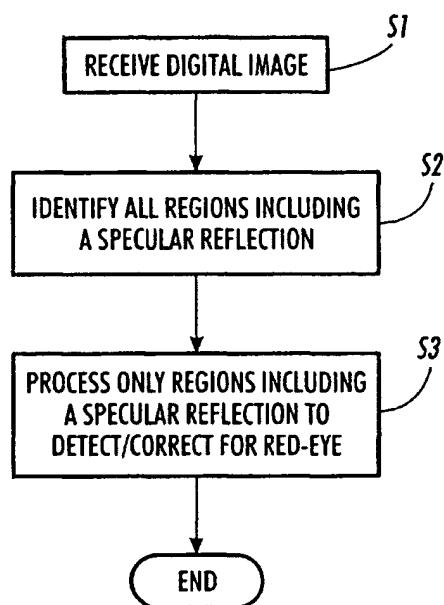 S1
RECEIVE DIGITAL IMAGE
S2
IDENTIFY ALL REGIONS INCLUDING
A SPECULAR REFLECTION
S3
PROCESS ONLY REGIONS INCLUDING
A SPECULAR REFLECTION TO
DETECT/CORRECT FOR RED-EYE
END